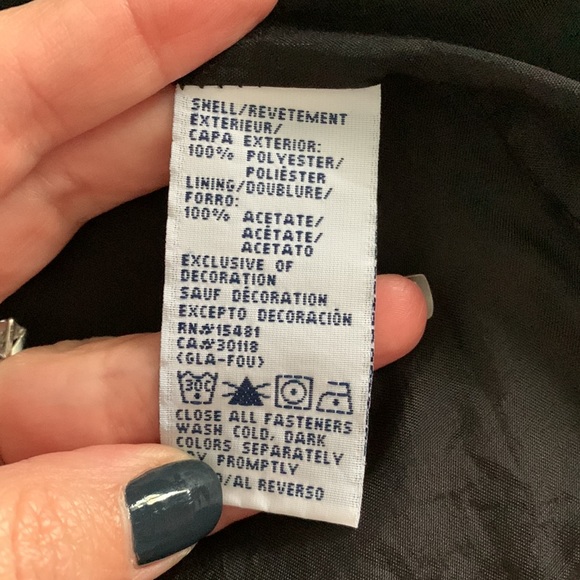 SHELL/REVETEMENT
EXTERIEUR/
CAPA EXTERIOR:
100% POLYESTER/
POLIÉSTER
LINING/DOUBLURE/
FORRO:
100% ACETATE/
ACÉTATE/
ACETATO
EXCLUSIVE OF
DECORATION
SAUF DÉCORATION
EXCEPTO DECORACIÓN
RN#15481
CA#30118
(GLA-FOU)
30C
CLOSE ALL FASTENERS
WASH COLD, DARK
COLORS SEPARATELY
PROMPTLY
/AL REVERSO